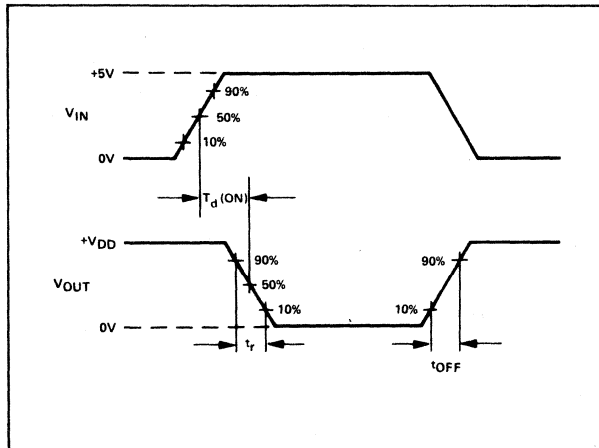 +5V
90%
VIN
50%
10%
0V
Td (ON)
+VDD
90%
90%
VOUT
50%
10%
10%
0V
tr
tOFF